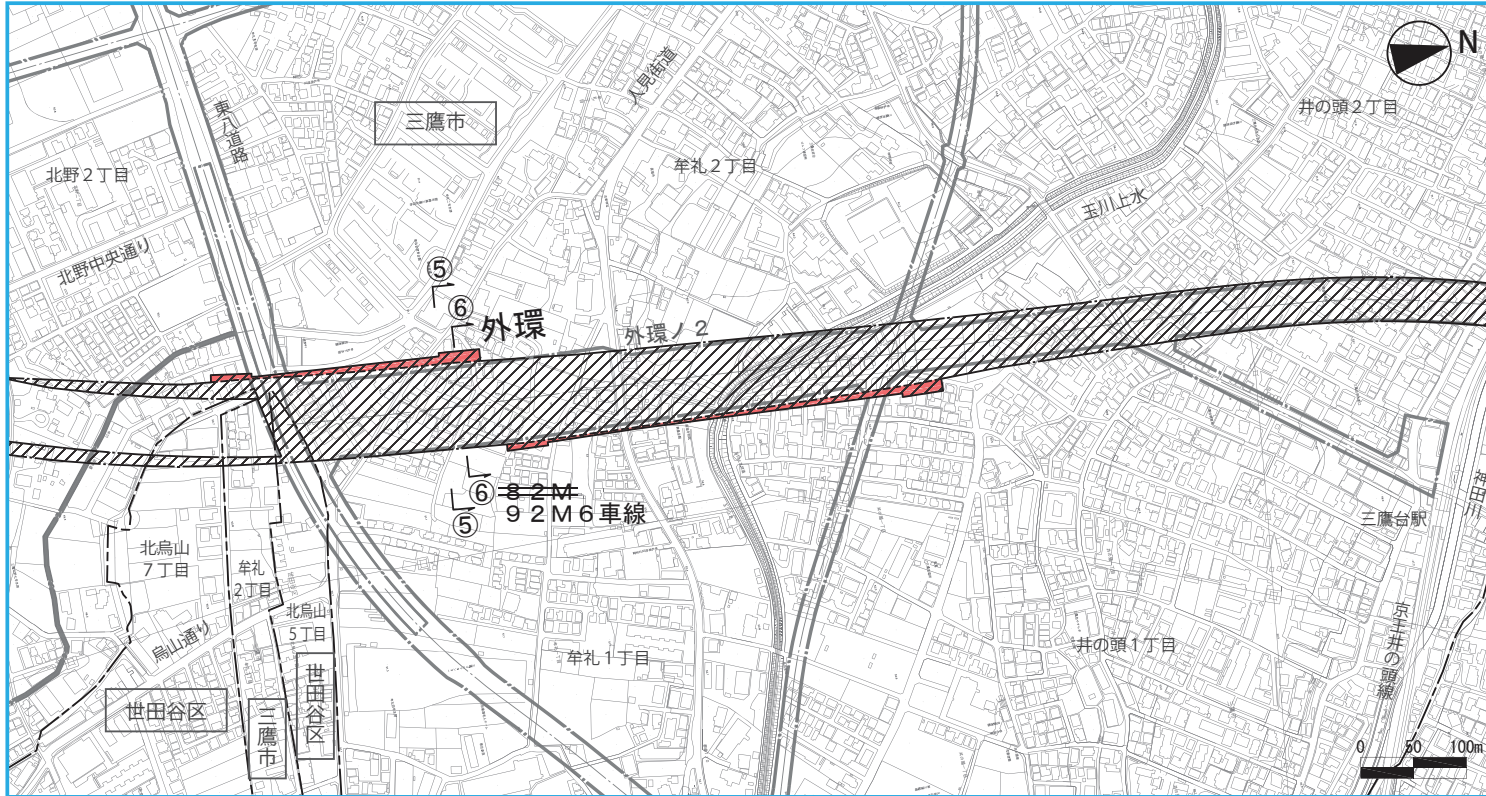 N
井の頭２丁目
人見街道
三鷹市
東八道路
牟礼２丁目
北野２丁目
玉川上水
北野中央通り
⑤
⑥
外環
外環ノ２
⑥
８２Ｍ
９２Ｍ６車線
⑤
神田川
三鷹台駅
北烏山
７丁目
牟礼
２丁目
北烏山
５丁目
烏山通り
牟礼１丁目
井の頭１丁目
京王井の頭線
世田谷区
三鷹市
世田谷区
0 50 100m